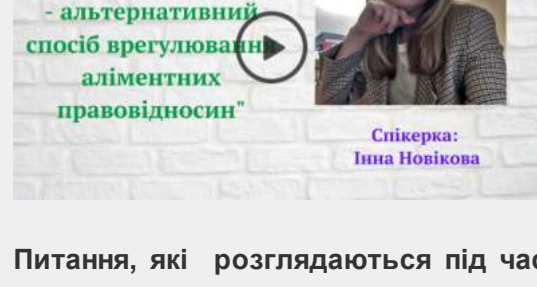 - альтернативний
спосіб врегулювання
аліментних
правовідносин"
Спікерка:
Інна Новікова
Питання, які розглядаються під час